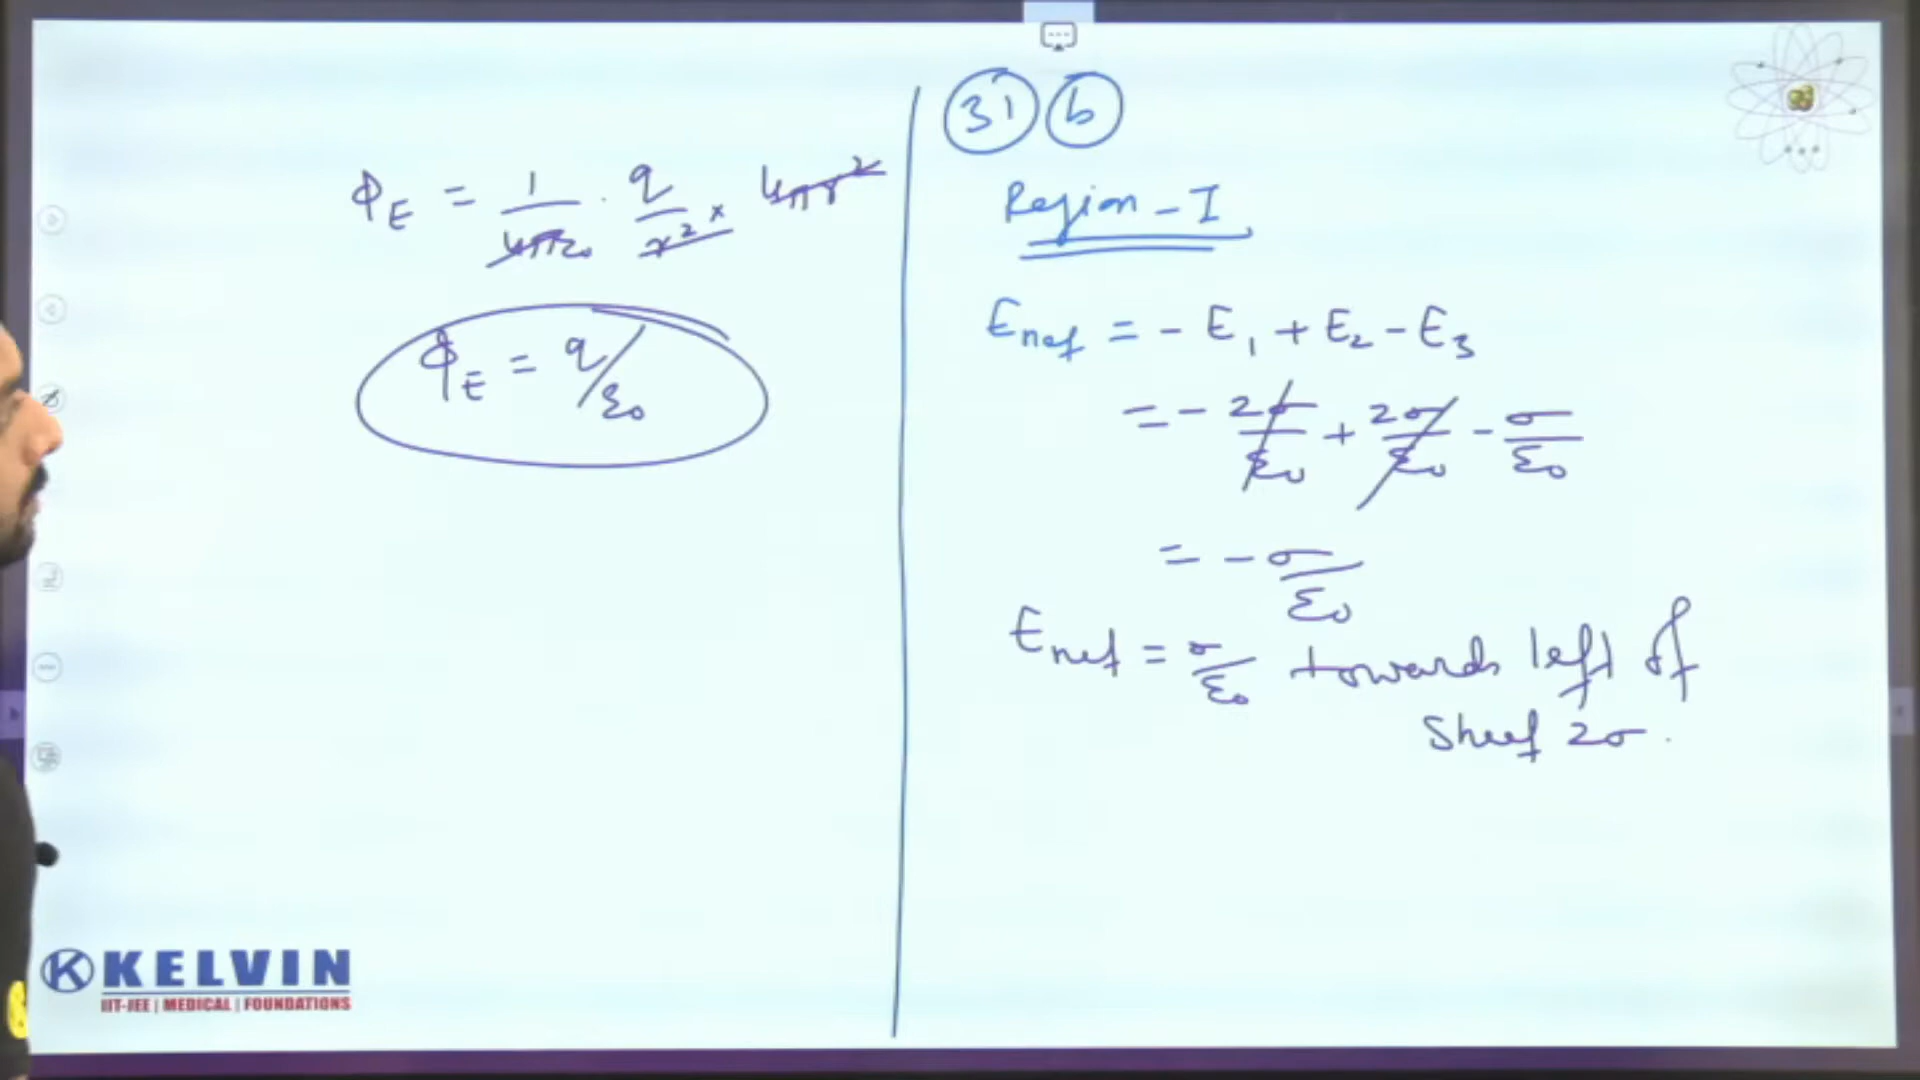 Φ_E = 1/4πε₀ · q/r² × 4πr²
Φ_E = q/ε₀
31 b
Region - I
E_net = - E₁ + E₂ - E₃
= - 2σ/ε₀ + 2σ/ε₀ - σ/ε₀
= - σ/ε₀
E_net = σ/ε₀ towards left of
Sheet 2σ.
KELVIN
IIT-JEE | MEDICAL | FOUNDATIONS